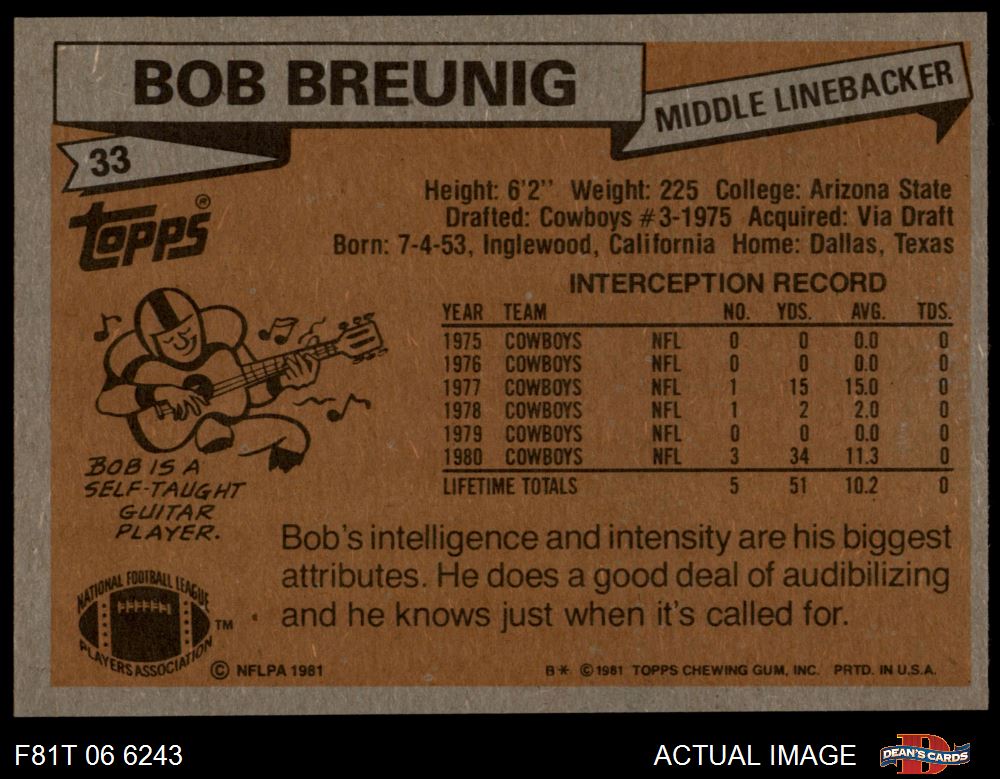 BOB BREUNIG
MIDDLE LINEBACKER
33
Topps®
Height: 6'2" Weight: 225 College: Arizona State
Drafted: Cowboys #3-1975 Acquired: Via Draft
Born: 7-4-53, Inglewood, California Home: Dallas, Texas
INTERCEPTION RECORD
YEAR TEAM NO. YDS. AVG. TDS.
1975 COWBOYS NFL 0 0 0.0 0
1976 COWBOYS NFL 0 0 0.0 0
1977 COWBOYS NFL 1 15 15.0 0
1978 COWBOYS NFL 1 2 2.0 0
1979 COWBOYS NFL 0 0 0.0 0
1980 COWBOYS NFL 3 34 11.3 0
LIFETIME TOTALS 5 51 10.2 0
BOB IS A
SELF-TAUGHT
GUITAR
PLAYER.
Bob's intelligence and intensity are his biggest
attributes. He does a good deal of audibilizing
and he knows just when it's called for.
NATIONAL FOOTBALL LEAGUE
PLAYERS ASSOCIATION
TM
© NFLPA 1981
B* © 1981 TOPPS CHEWING GUM, INC. PRTD. IN U.S.A.
F81T 06 6243
ACTUAL IMAGE
DEAN'S CARDS